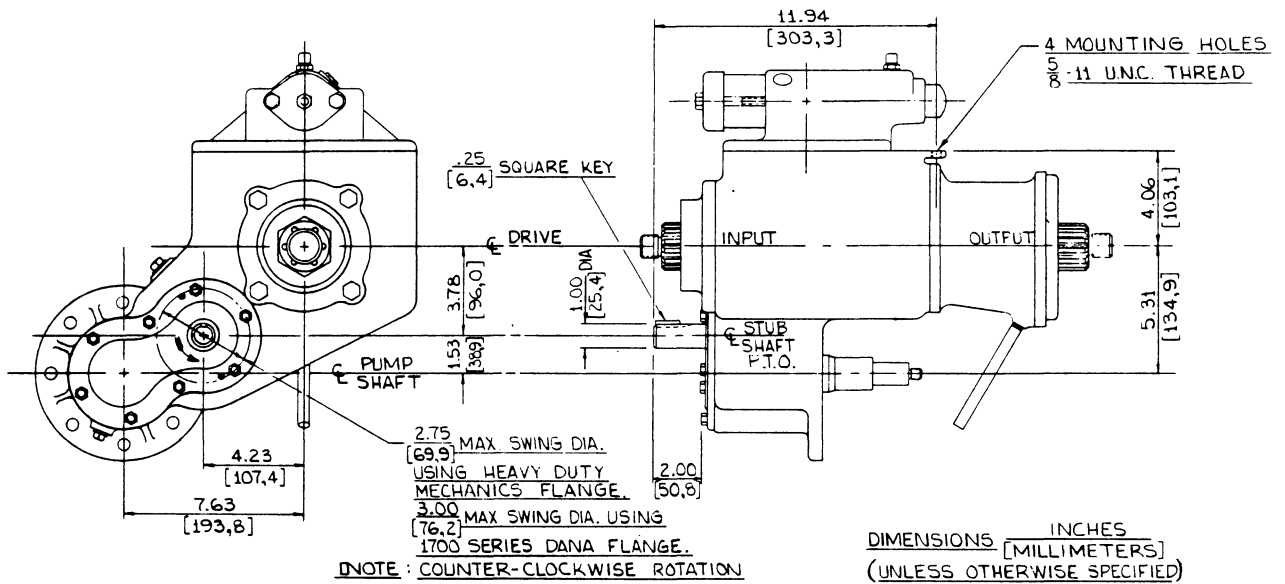 11.94
[303,3]
4 MOUNTING HOLES
5/8 - 11 U.N.C. THREAD
.25
[6,4] SQUARE KEY
4.06
[103,1]
℄ DRIVE
INPUT
OUTPUT
3.78
[96,0]
1.00 DIA
[25,4]
5.31
[134,9]
℄ STUB
SHAFT
P.T.O.
1.53
[38,9]
℄ PUMP
SHAFT
2.75
[69,9] MAX. SWING DIA.
USING HEAVY DUTY
MECHANICS FLANGE.
3.00
[76,2] MAX SWING DIA. USING
1700 SERIES DANA FLANGE.
4.23
[107,4]
7.63
[193,8]
2.00
[50,8]
NOTE : COUNTER-CLOCKWISE ROTATION
DIMENSIONS INCHES
[MILLIMETERS]
(UNLESS OTHERWISE SPECIFIED)